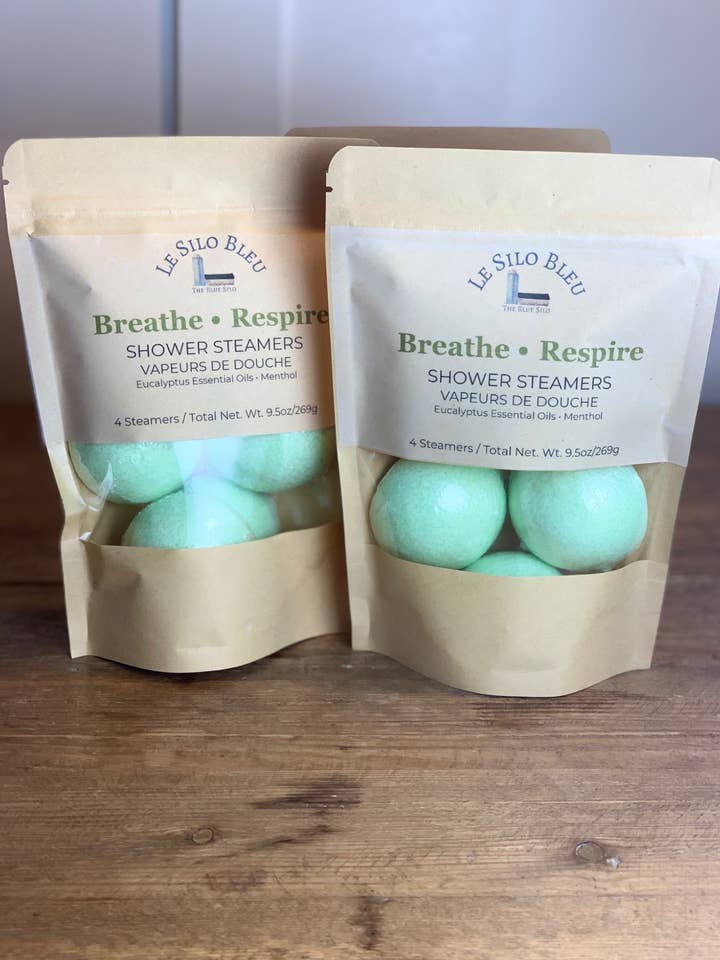 LE SILO BLEU
THE BLUE SILO
Breathe • Respire
SHOWER STEAMERS
VAPEURS DE DOUCHE
Eucalyptus Essential Oils • Menthol
4 Steamers / Total Net. Wt. 9.5oz/269g
LE SILO BLEU
THE BLUE SILO
Breathe • Respire
SHOWER STEAMERS
VAPEURS DE DOUCHE
Eucalyptus Essential Oils • Menthol
4 Steamers / Total Net. Wt. 9.5oz/269g